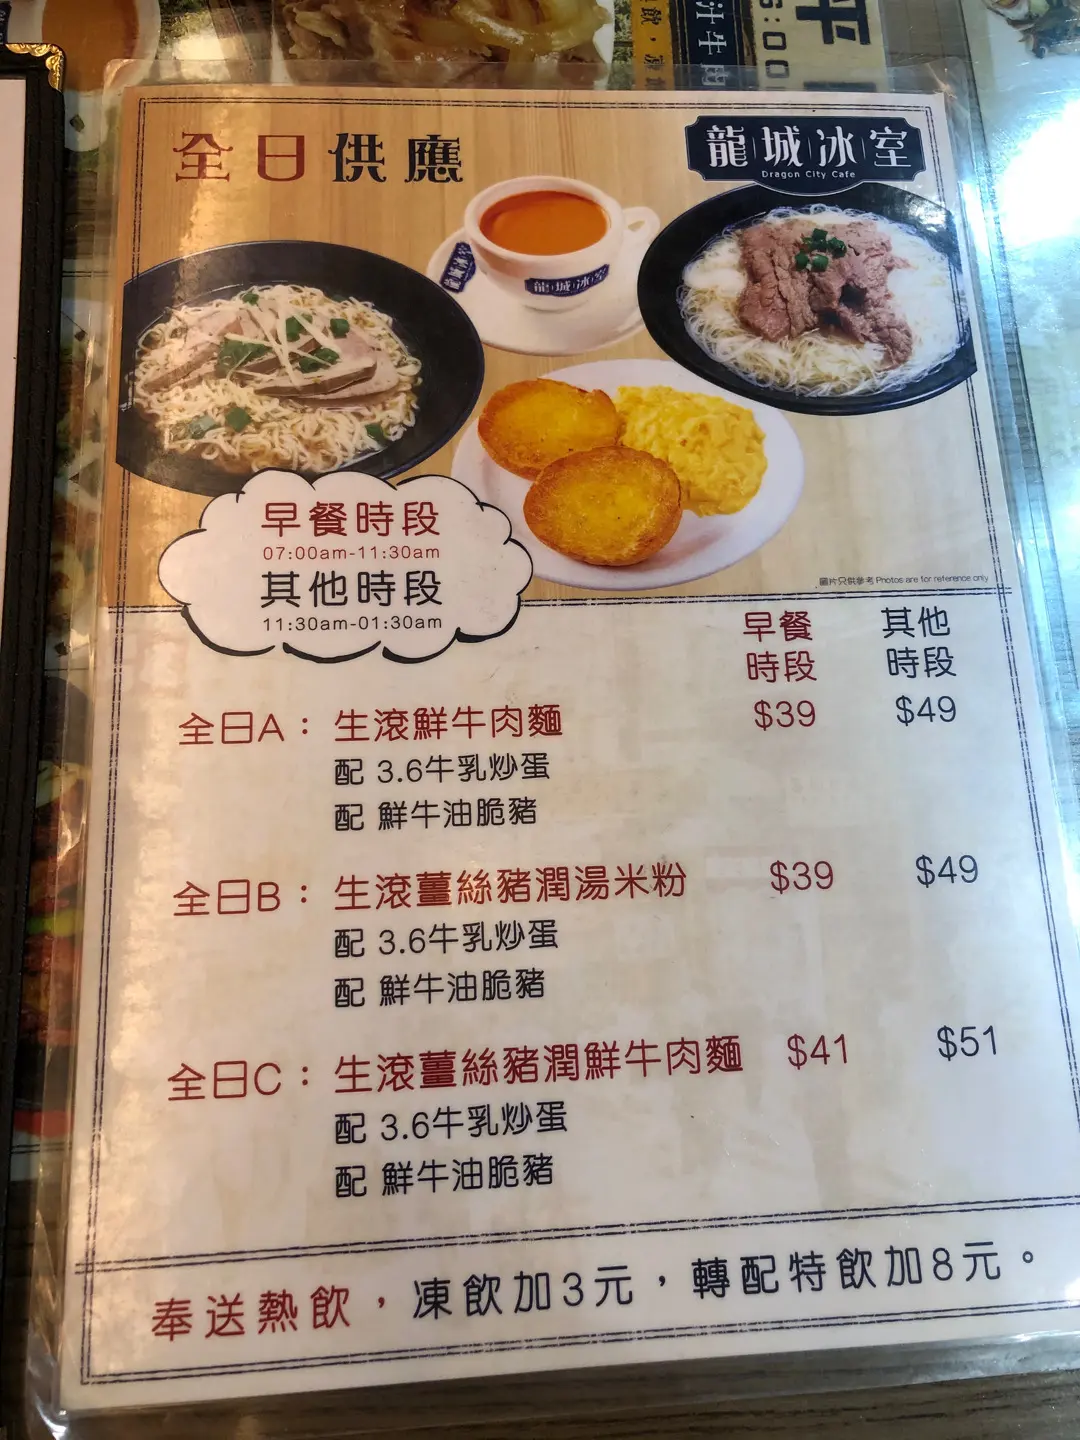 全日供應
龍城冰室
Dragon City Cafe
龍城冰室
早餐時段
07:00am-11:30am
其他時段
11:30am-01:30am
圖片只供參考 Photos are for reference only
早餐時段 其他時段
全日A： 生滾鮮牛肉麵 $39 $49
配 3.6牛乳炒蛋
配 鮮牛油脆豬
全日B： 生滾薑絲豬潤湯米粉 $39 $49
配 3.6牛乳炒蛋
配 鮮牛油脆豬
全日C： 生滾薑絲豬潤鮮牛肉麵 $41 $51
配 3.6牛乳炒蛋
配 鮮牛油脆豬
奉送熱飲，凍飲加3元，轉配特飲加8元。